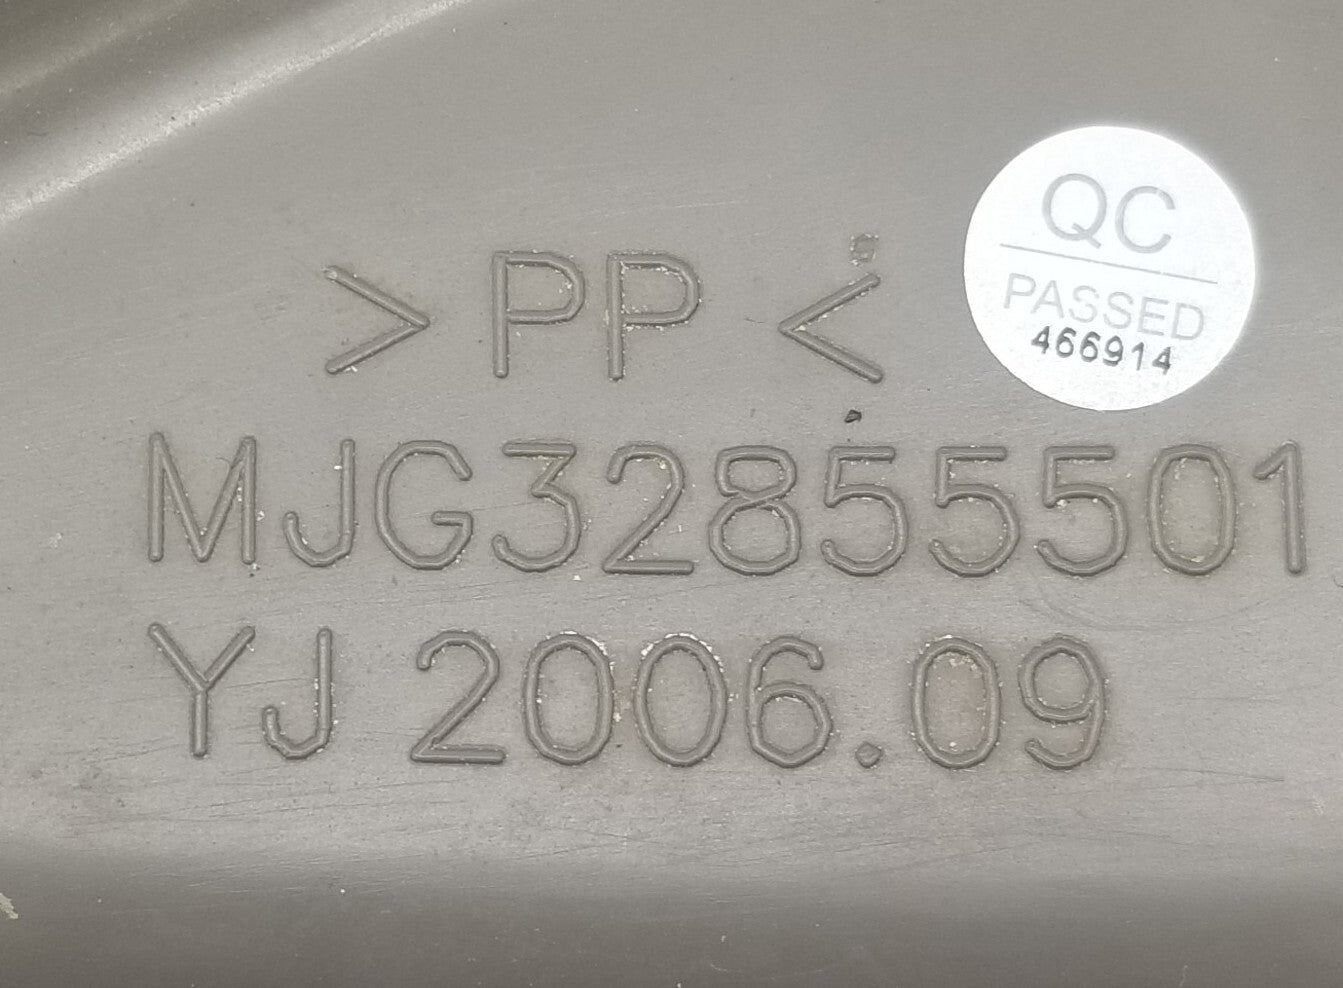 >PP<
MJG32855501
YJ 2006.09
QC
PASSED
466914